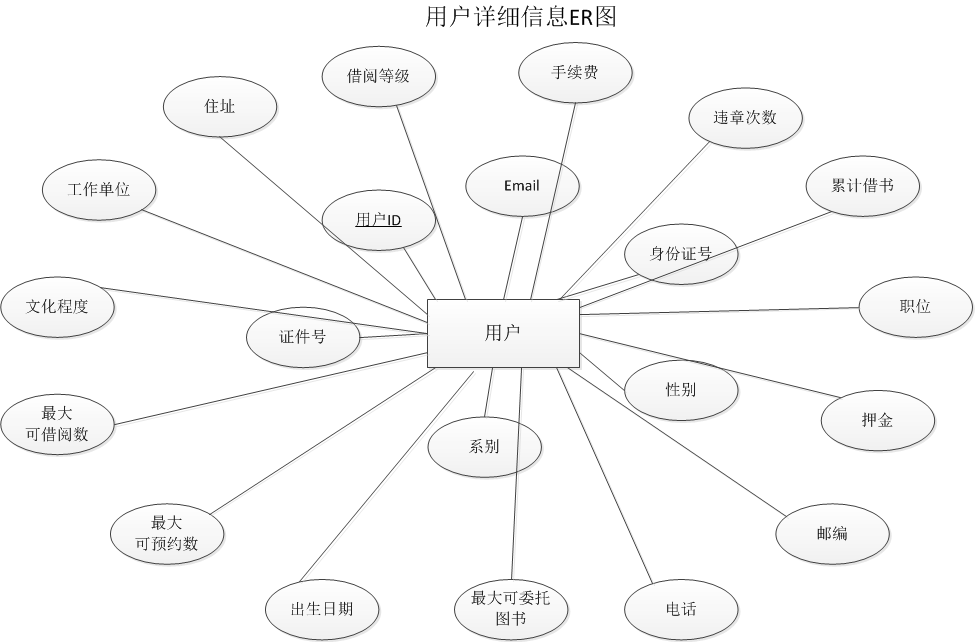 用户详细信息ER图
借阅等级
手续费
住址
违章次数
工作单位
Email
累计借书
用户ID
身份证号
文化程度
职位
证件号
用户
性别
最大
可借阅数
押金
系别
最大
可预约数
邮编
出生日期
最大可委托
图书
电话